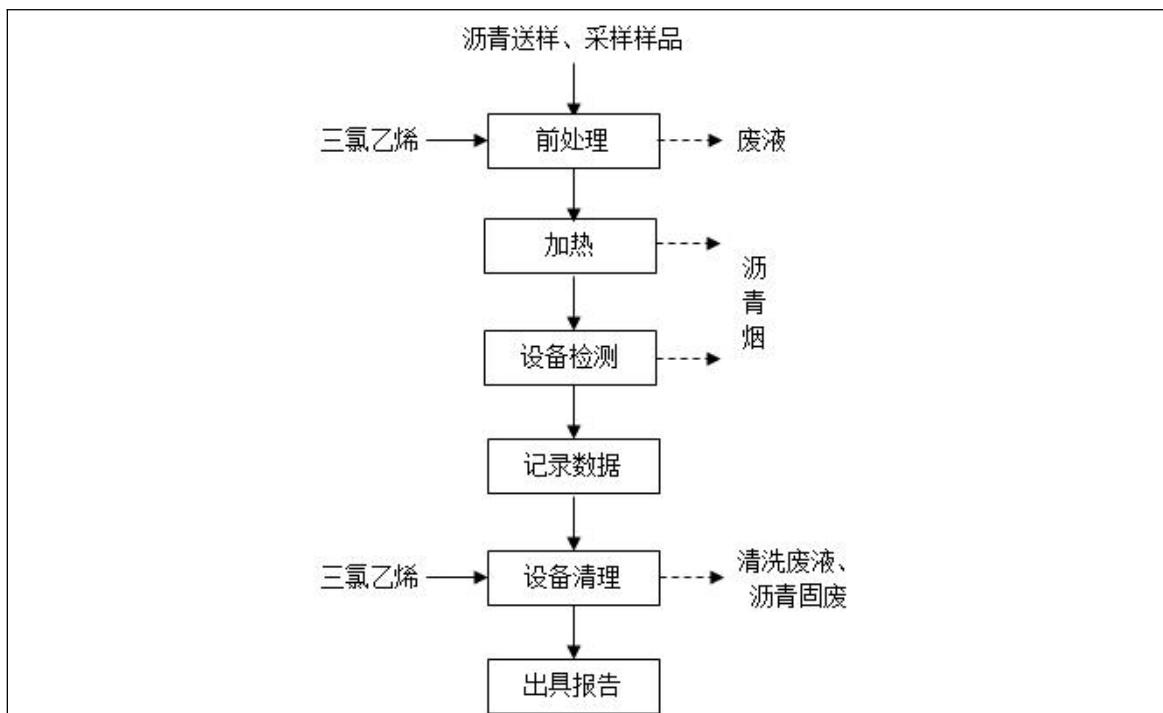 沥青送样、采样样品
三氯乙烯
前处理
废液
加热
沥
青
烟
设备检测
记录数据
三氯乙烯
设备清理
清洗废液、
沥青固废
出具报告